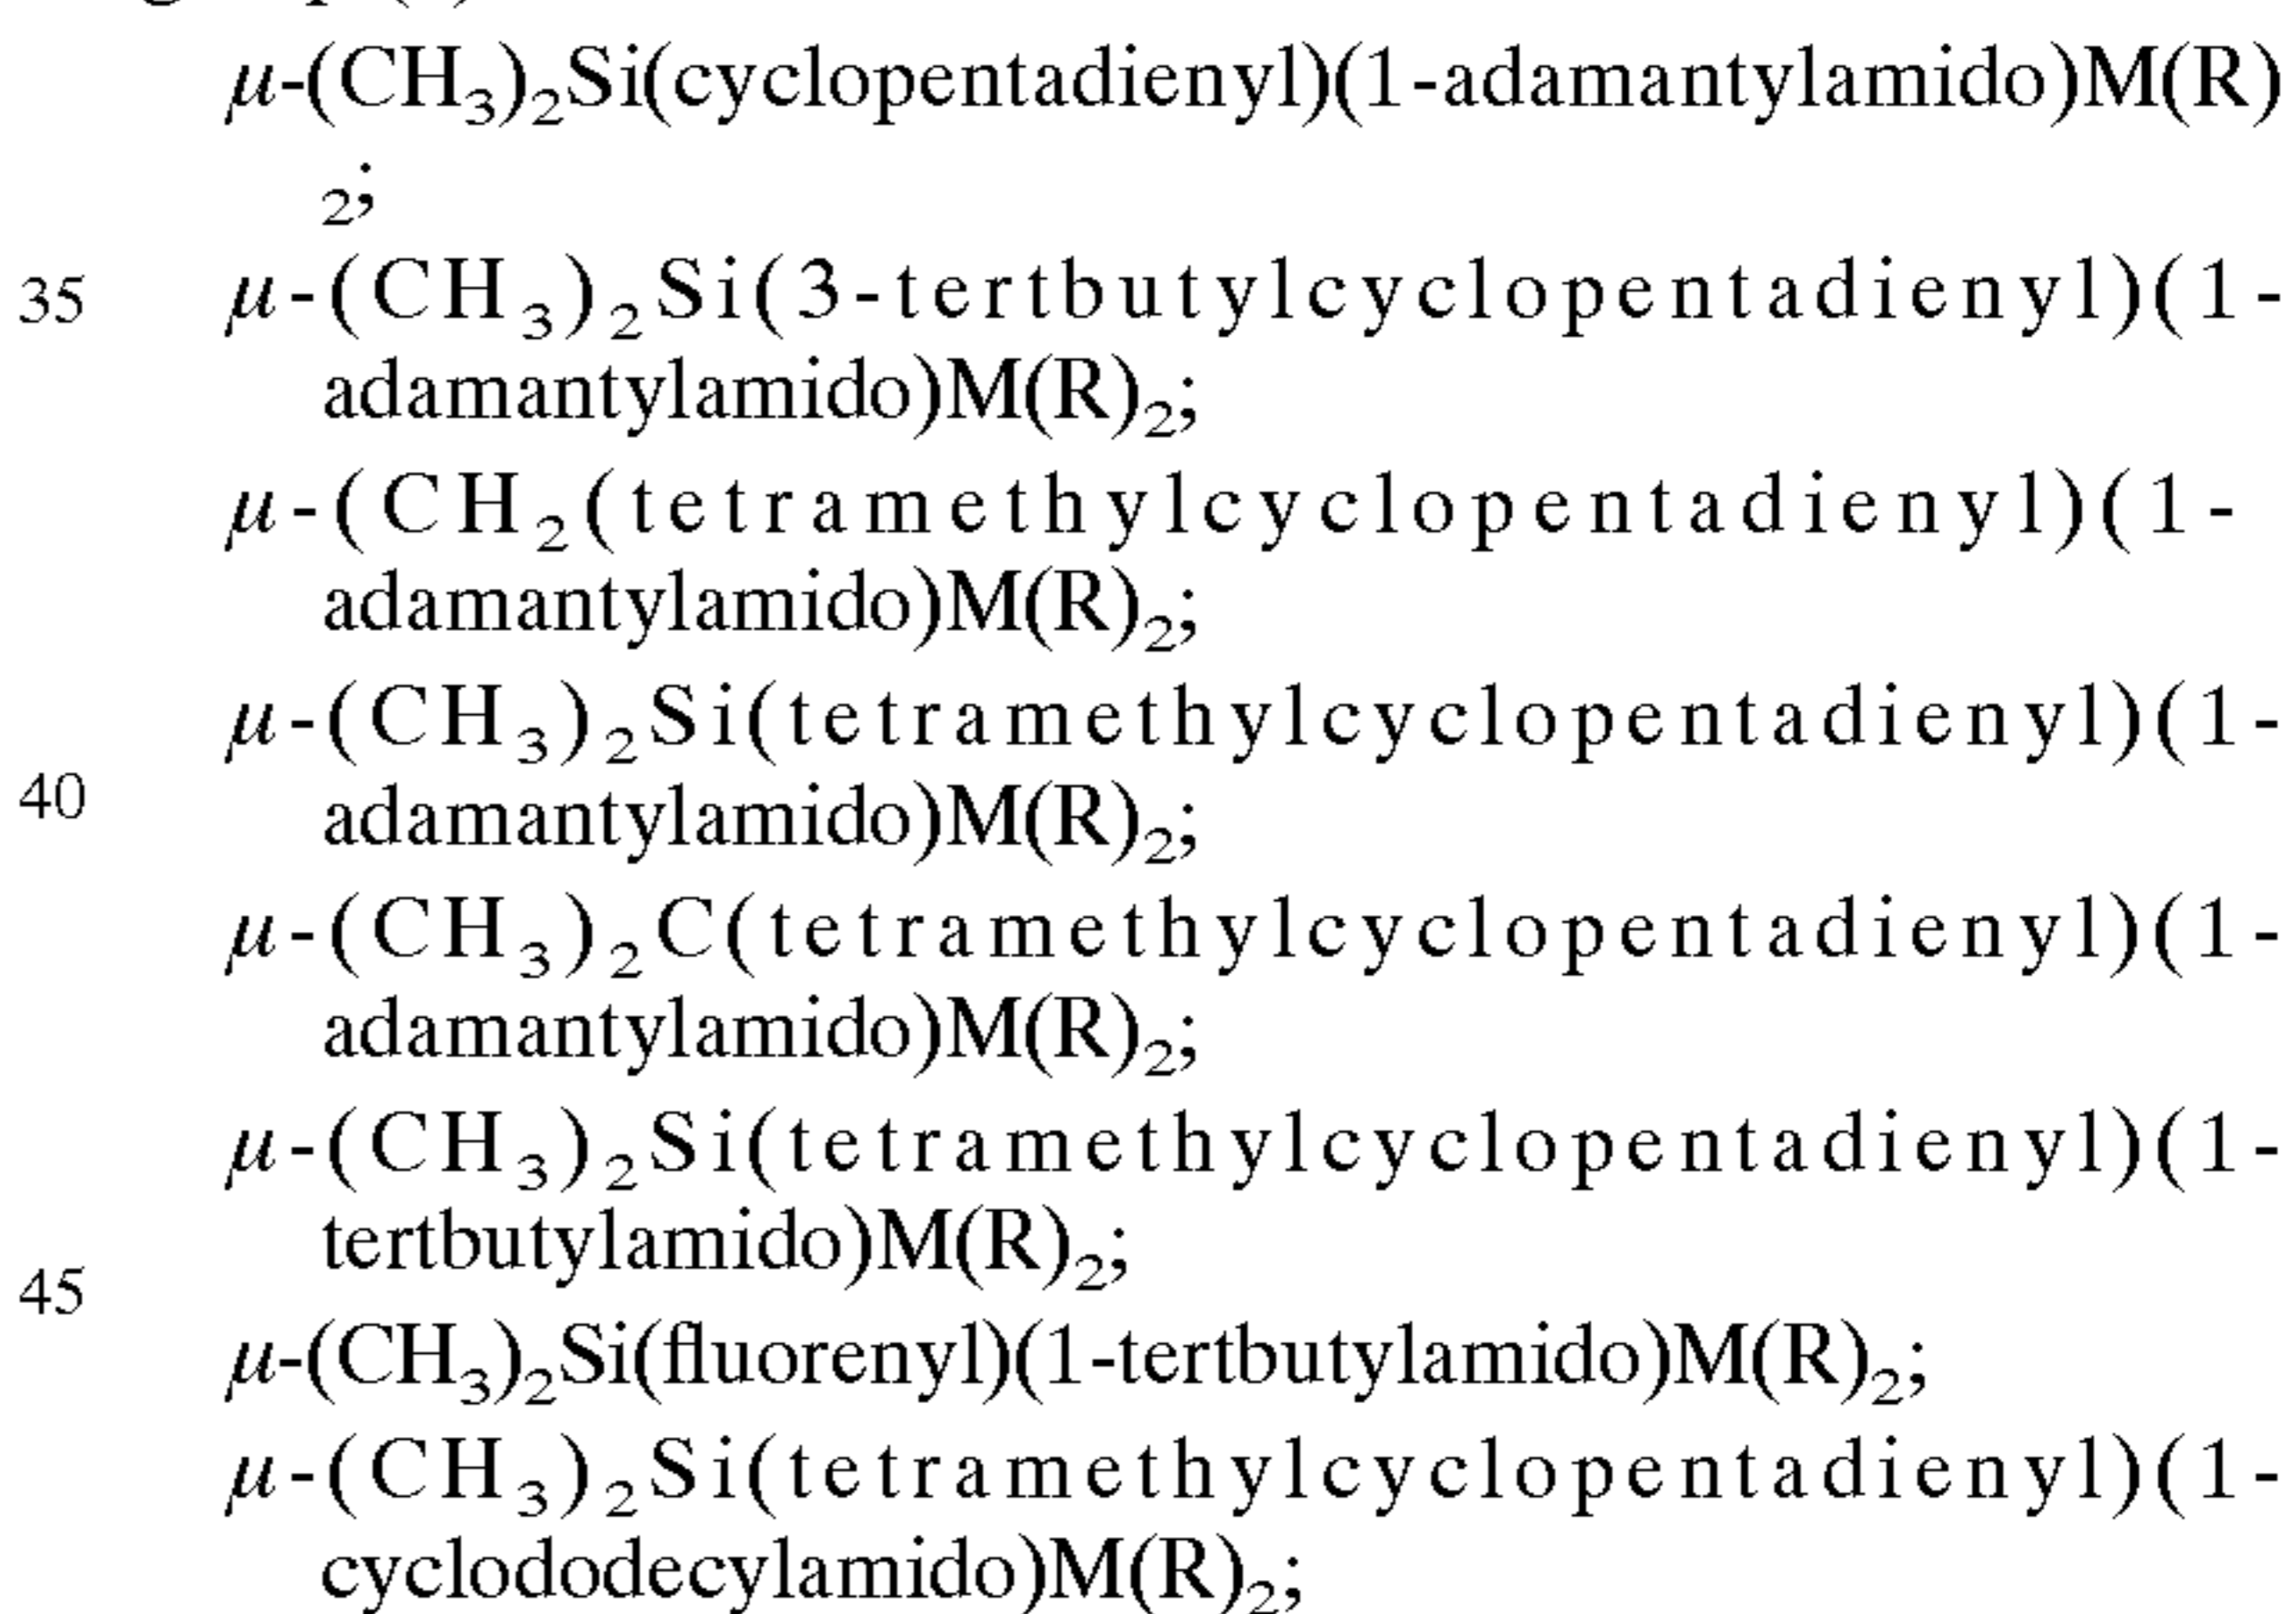 μ-(CH₃)₂Si(cyclopentadienyl)(1-adamantylamido)M(R)
₂;
35 μ-(CH₃)₂Si(3-tertbutylcyclopentadienyl)(1-
adamantylamido)M(R)₂;
μ-(CH₂(tetramethylcyclopentadienyl)(1-
adamantylamido)M(R)₂;
μ-(CH₃)₂Si(tetramethylcyclopentadienyl)(1-
40 adamantylamido)M(R)₂;
μ-(CH₃)₂C(tetramethylcyclopentadienyl)(1-
adamantylamido)M(R)₂;
μ-(CH₃)₂Si(tetramethylcyclopentadienyl)(1-
tertbutylamido)M(R)₂;
45
μ-(CH₃)₂Si(fluorenyl)(1-tertbutylamido)M(R)₂;
μ-(CH₃)₂Si(tetramethylcyclopentadienyl)(1-
cyclododecylamido)M(R)₂;